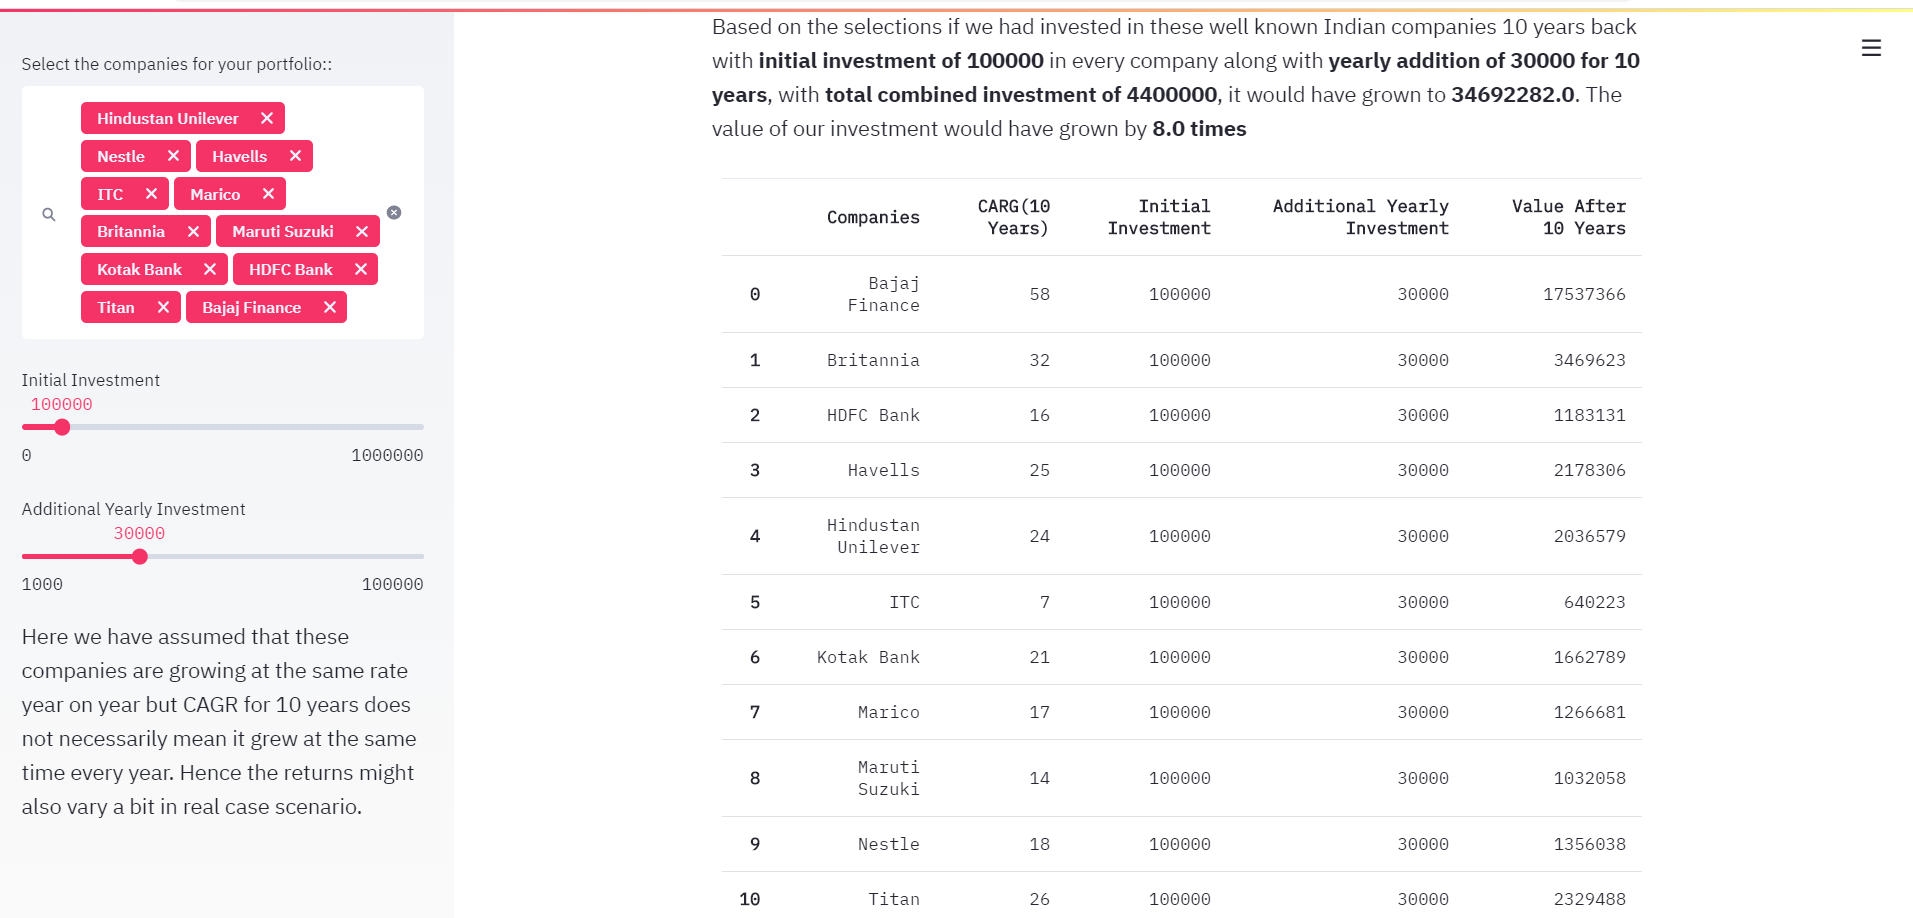 Select the companies for your portfolio::
Hindustan Unilever
Nestle Havells
ITC Marico
Britannia Maruti Suzuki
Kotak Bank HDFC Bank
Titan Bajaj Finance
Initial Investment
100000
0 1000000
Additional Yearly Investment
30000
1000 100000
Here we have assumed that these
companies are growing at the same rate
year on year but CAGR for 10 years does
not necessarily mean it grew at the same
time every year. Hence the returns might
also vary a bit in real case scenario.
Based on the selections if we had invested in these well known Indian companies 10 years back
with initial investment of 100000 in every company along with yearly addition of 30000 for 10
years, with total combined investment of 4400000, it would have grown to 34692282.0. The
value of our investment would have grown by 8.0 times
Companies CARG(10 Years) Initial Investment Additional Yearly Investment Value After 10 Years
0 Bajaj Finance 58 100000 30000 17537366
1 Britannia 32 100000 30000 3469623
2 HDFC Bank 16 100000 30000 1183131
3 Havells 25 100000 30000 2178306
4 Hindustan Unilever 24 100000 30000 2036579
5 ITC 7 100000 30000 640223
6 Kotak Bank 21 100000 30000 1662789
7 Marico 17 100000 30000 1266681
8 Maruti Suzuki 14 100000 30000 1032058
9 Nestle 18 100000 30000 1356038
10 Titan 26 100000 30000 2329488